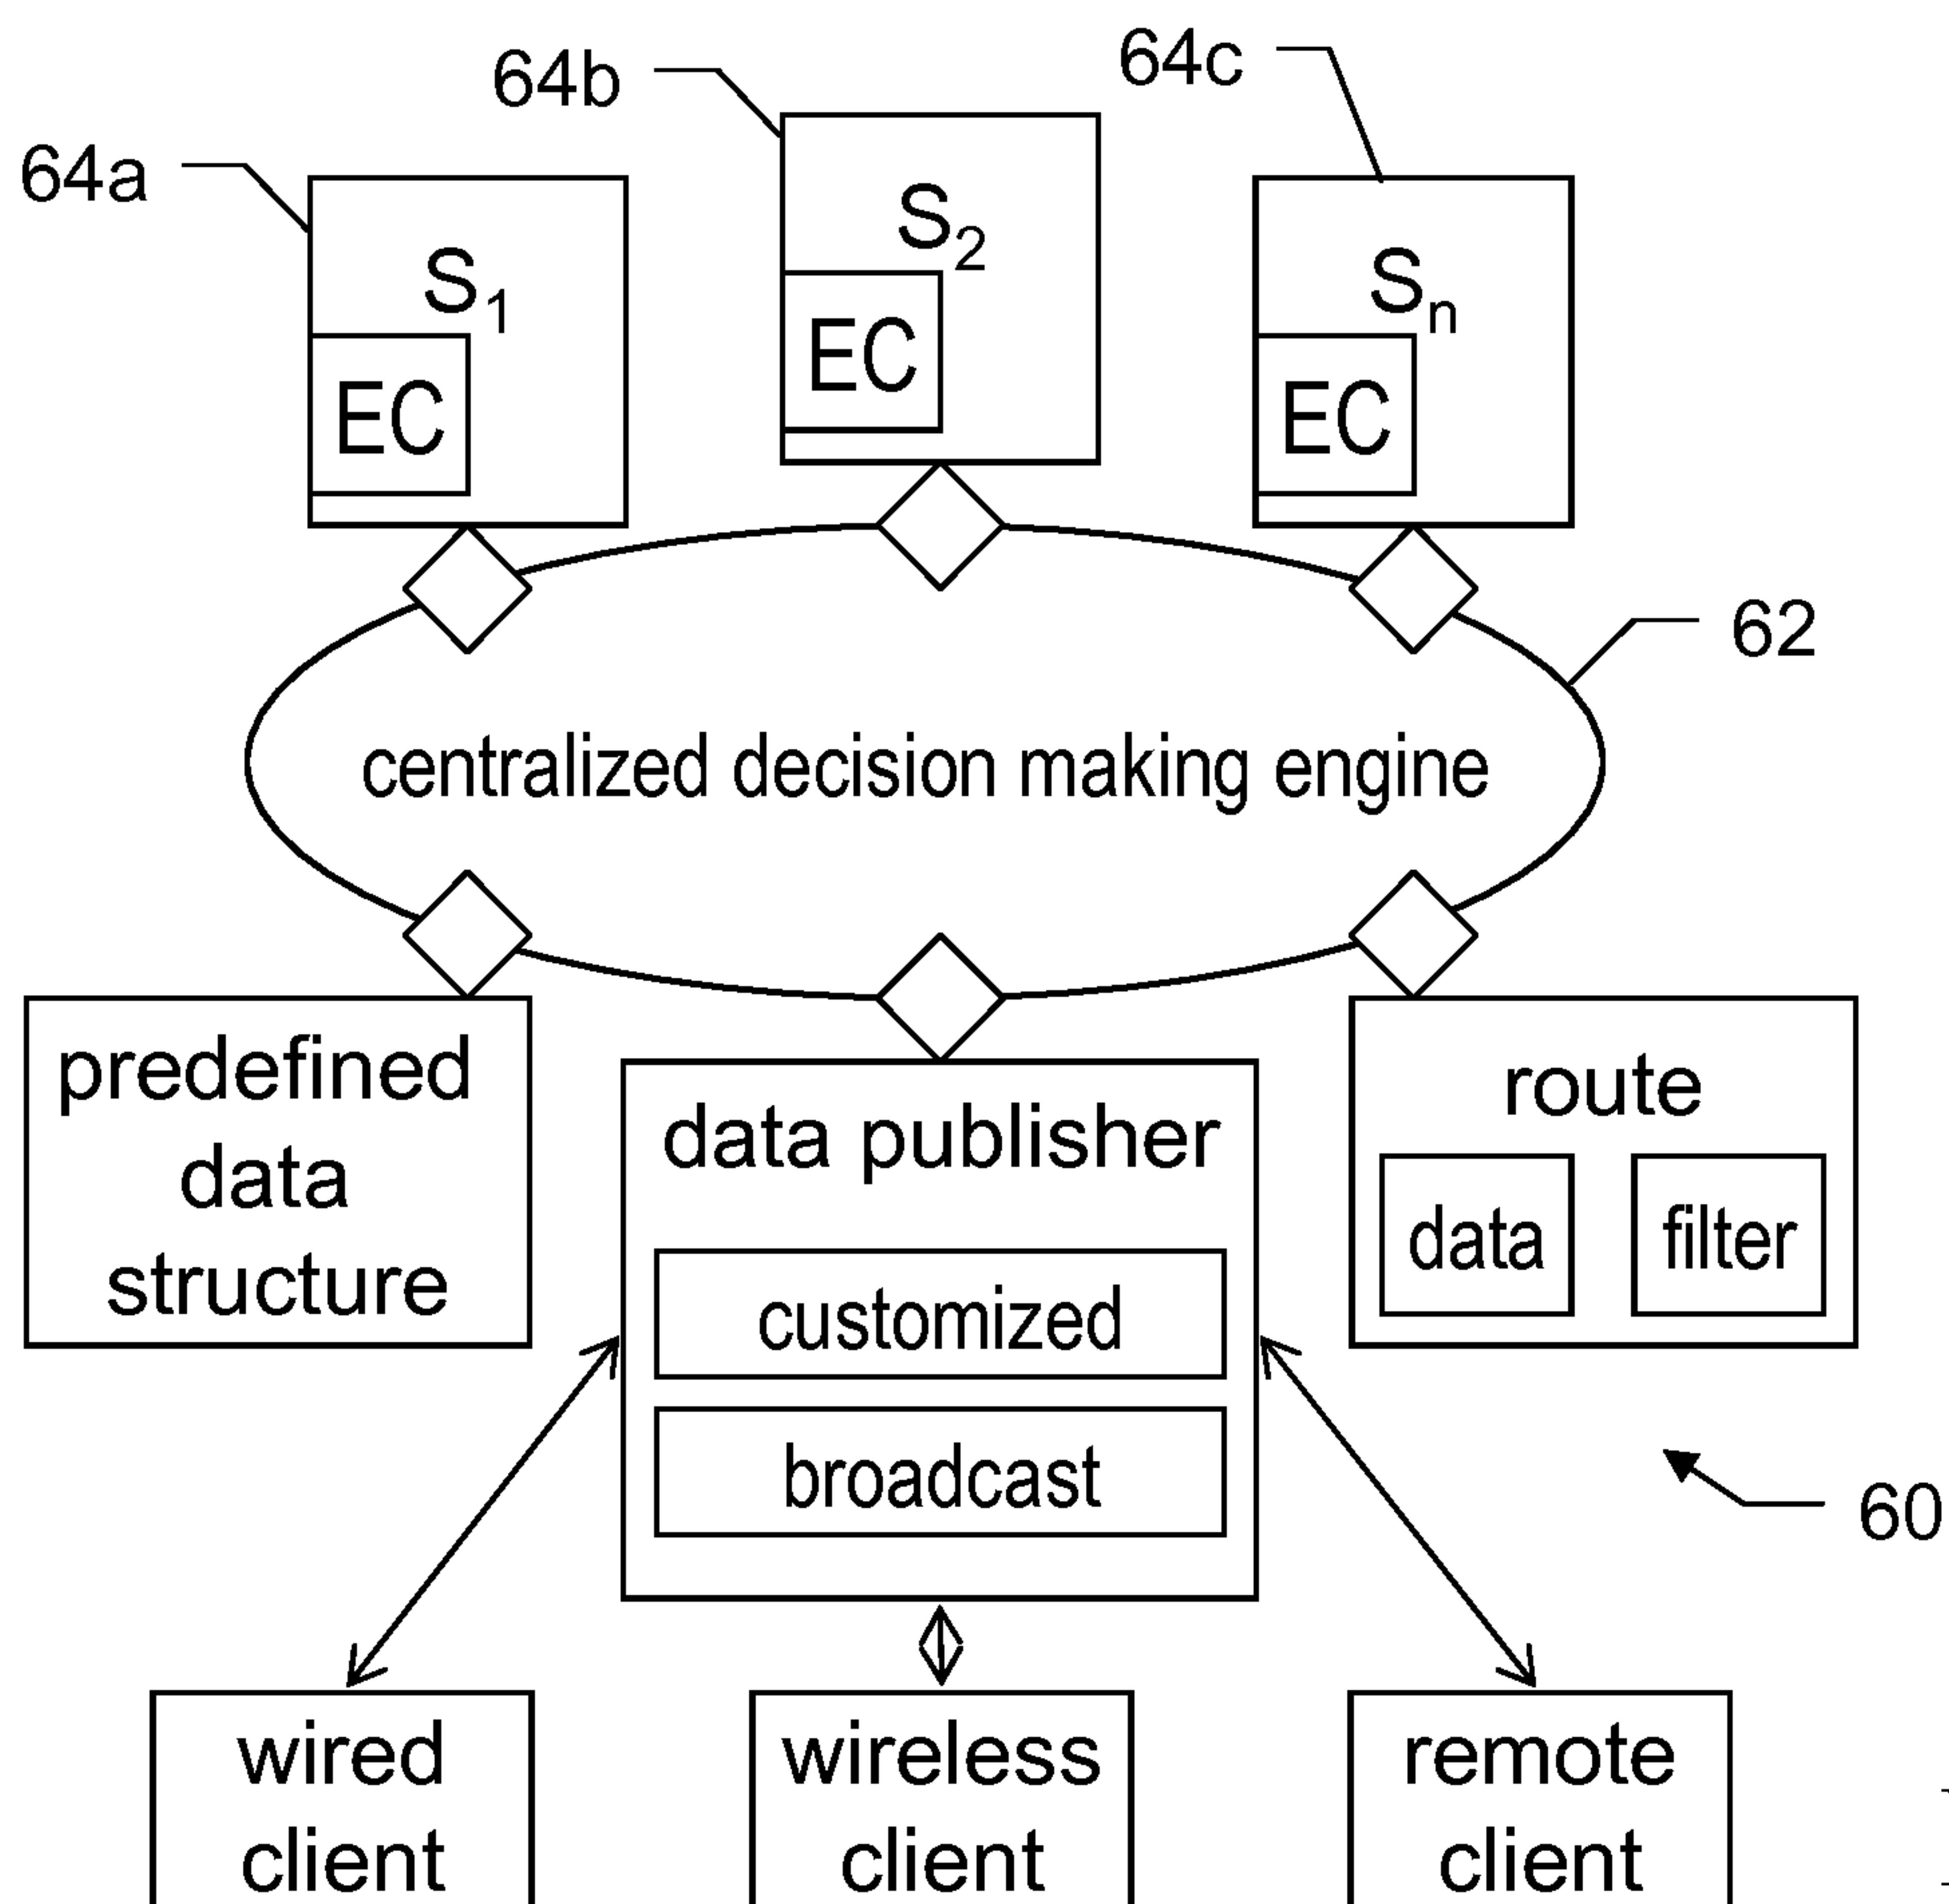 64a
64b
64c
S1
S2
Sn
EC
EC
EC
62
centralized decision making engine
predefined
data
structure
data publisher
customized
broadcast
route
data
filter
60
wired
client
wireless
client
remote
client